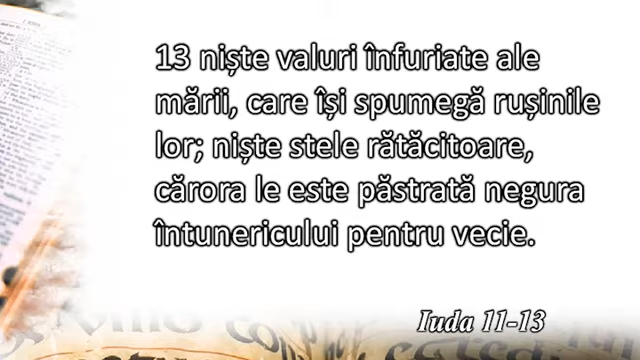 13 niște valuri înfuriate ale
mării, care își spumegă rușinile
lor; niște stele rătăcitoare,
cărora le este păstrată negura
întunericului pentru vecie.
Iuda 11-13